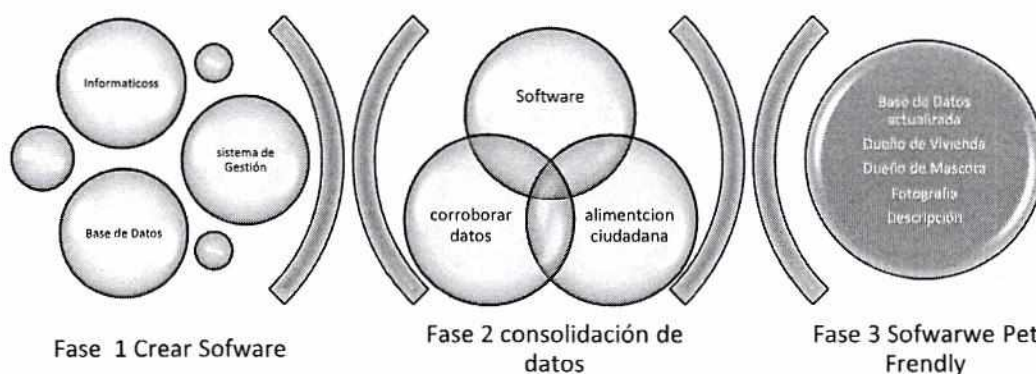 Informaticoss
sistema de
Gestión
Base de Datos
Fase 1 Crear Sofware
Software
corroborar
datos
alimentcion
ciudadana
Fase 2 consolidación de
datos
Base de Datos
actualizada
Dueño de Vivienda
Dueño de Mascota
Fotografia
Descripción
Fase 3 Sofwarwe Pet
Frendly